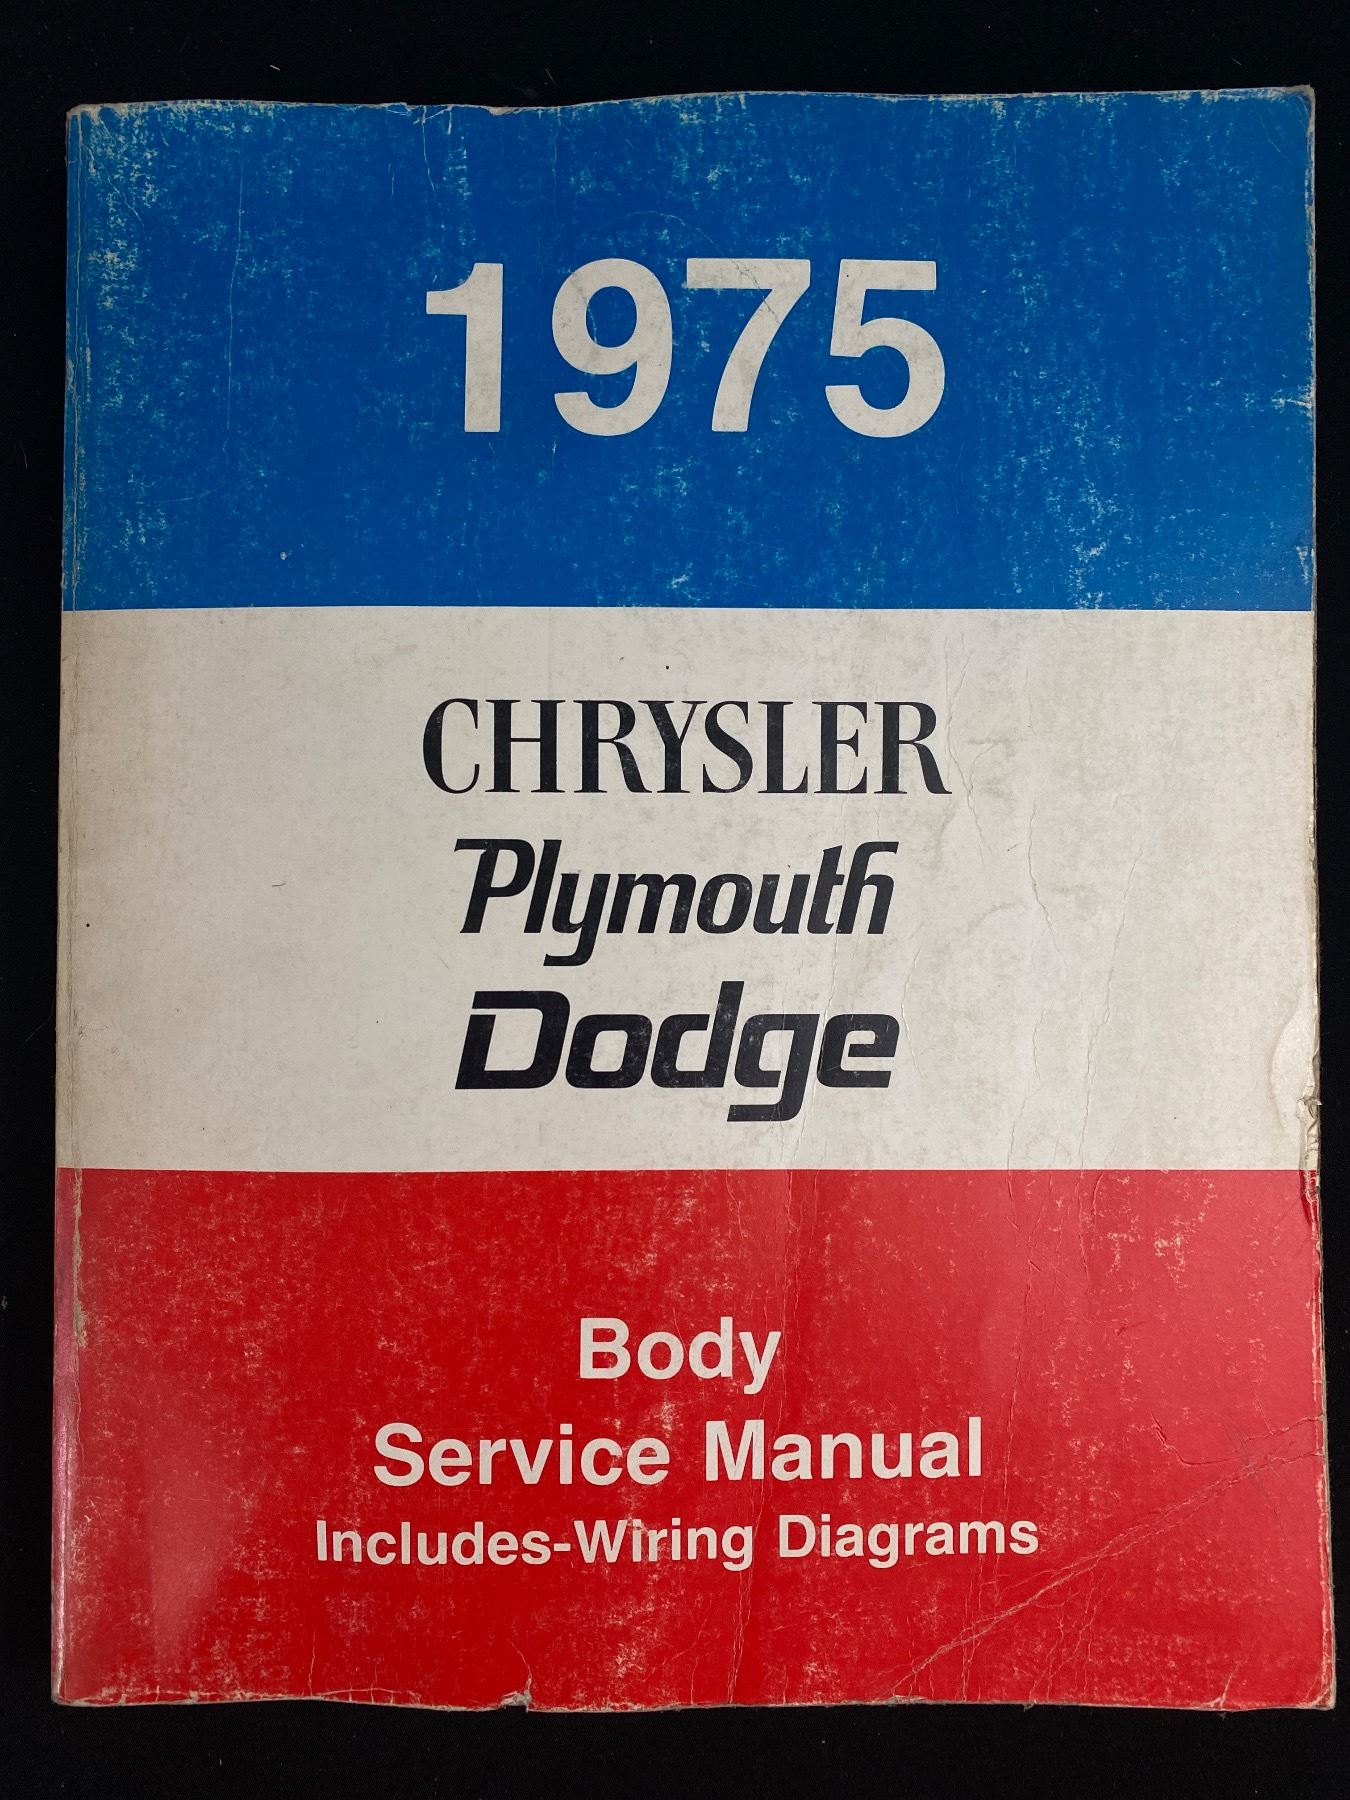 1975
CHRYSLER
Plymouth
Dodge
Body
Service Manual
Includes-Wiring Diagrams